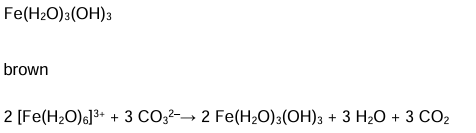 Fe(H₂O)₃(OH)₃
brown
2 [Fe(H₂O)₆]³⁺ + 3 CO₃²⁻→ 2 Fe(H₂O)₃(OH)₃ + 3 H₂O + 3 CO₂